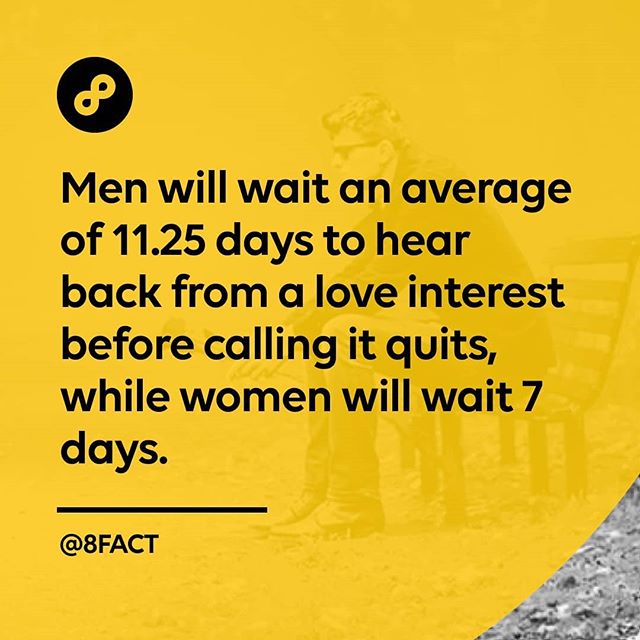 Men will wait an average
of 11.25 days to hear
back from a love interest
before calling it quits,
while women will wait 7
days.
@8FACT